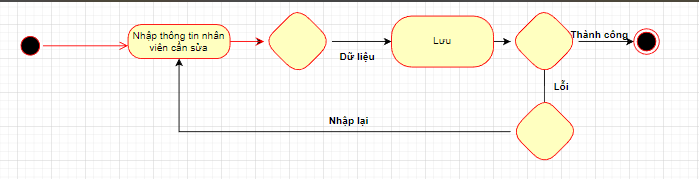 Nhập thông tin nhân
viên cần sửa
Dữ liệu
Lưu
Thành công
Lỗi
Nhập lại